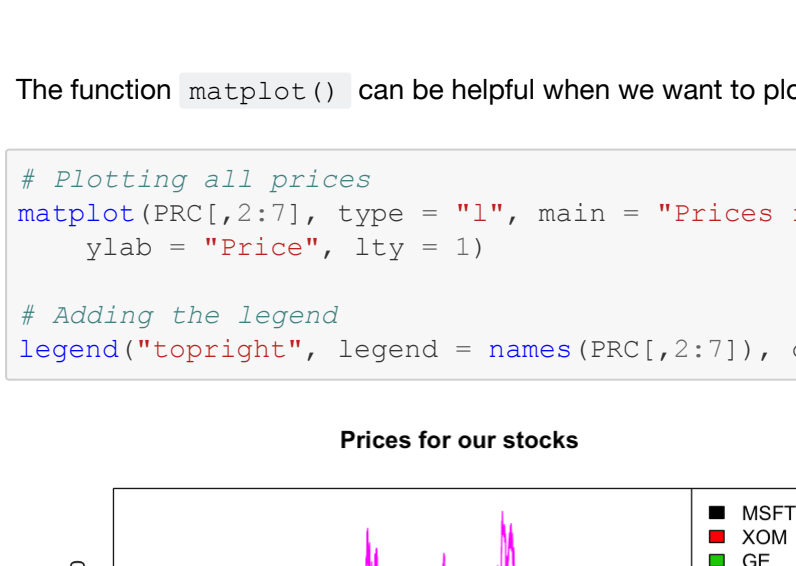 The function matplot() can be helpful when we want to
# Plotting all prices
matplot(PRC[,2:7], type = "l", main = "Prices
    ylab = "Price", lty = 1)
# Adding the legend
legend("topright", legend = names(PRC[,2:7]),
Prices for our stocks
MSFT
XOM
GE